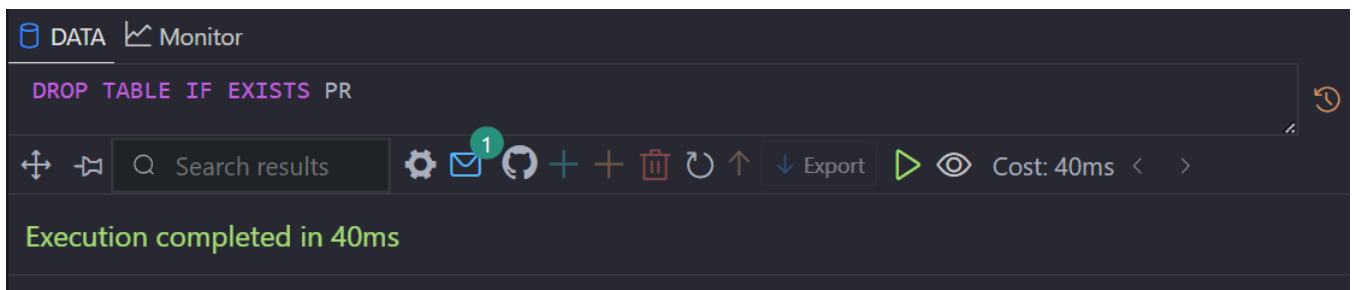 DATA Monitor
DROP TABLE IF EXISTS PR
Search results 1 Export Cost: 40ms
Execution completed in 40ms